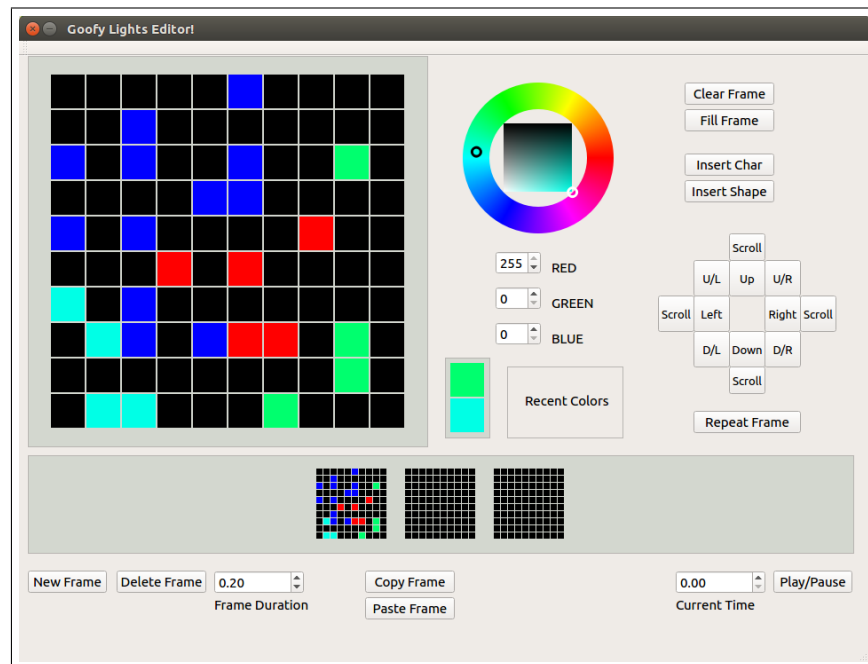 Goofy Lights Editor!
Clear Frame
Fill Frame
Insert Char
Insert Shape
Scroll
255 RED
U/L Up U/R
0 GREEN
Scroll Left Right Scroll
0 BLUE
D/L Down D/R
Scroll
Recent Colors
Repeat Frame
New Frame Delete Frame 0.20 Copy Frame 0.00 Play/Pause
Frame Duration Paste Frame Current Time